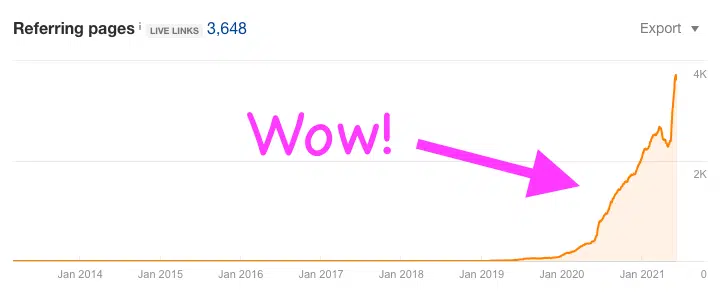 Referring pages i LIVE LINKS 3,648
Export
4K
Wow!
2K
Jan 2014 Jan 2015 Jan 2016 Jan 2017 Jan 2018 Jan 2019 Jan 2020 Jan 2021 0